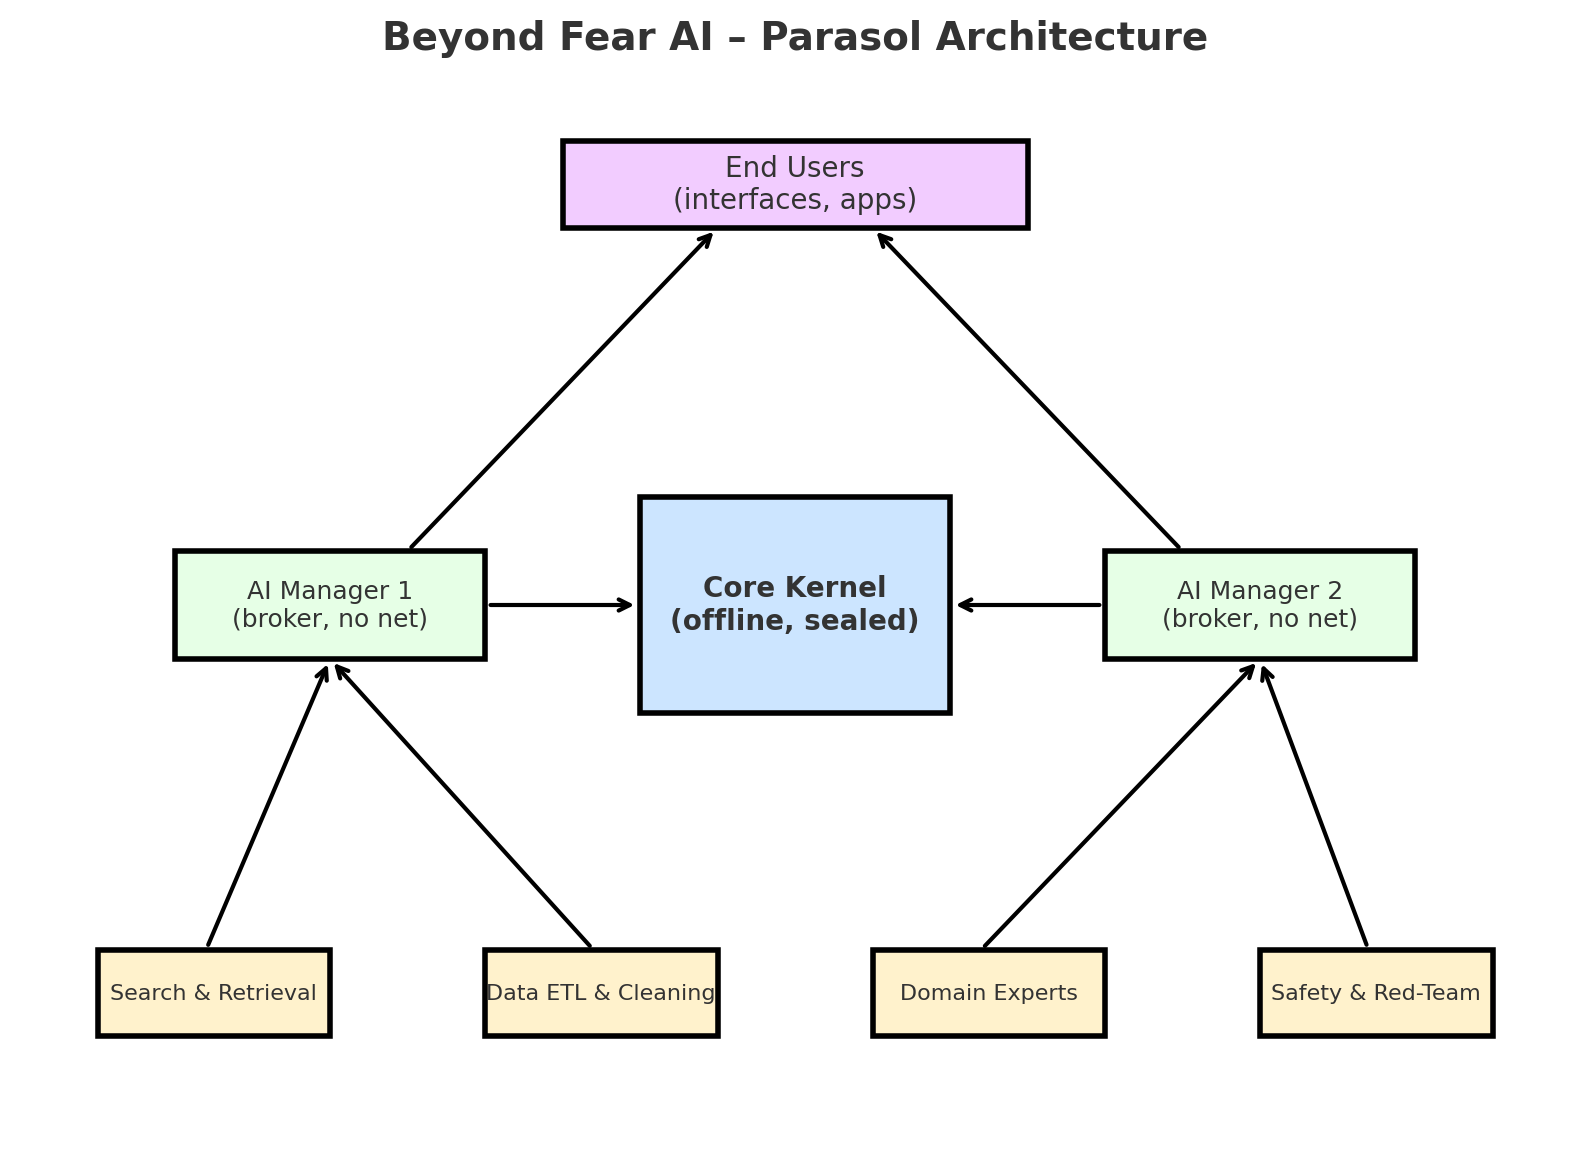 Beyond Fear AI – Parasol Architecture
End Users
(interfaces, apps)
AI Manager 1
(broker, no net)
Core Kernel
(offline, sealed)
AI Manager 2
(broker, no net)
Search & Retrieval
Data ETL & Cleaning
Domain Experts
Safety & Red-Team